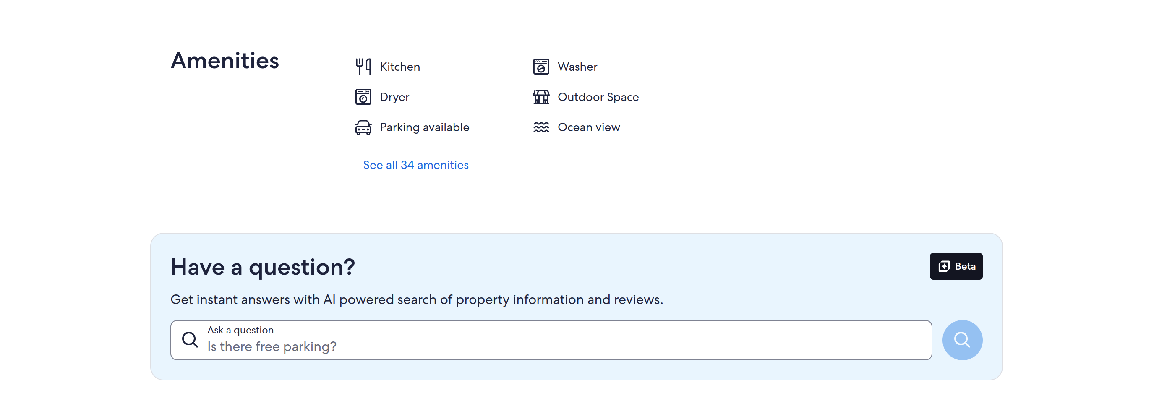 Amenities
Kitchen
Washer
Dryer
Outdoor Space
Parking available
Ocean view
See all 34 amenities
Have a question?
Beta
Get instant answers with AI powered search of property information and reviews.
Ask a question
Is there free parking?